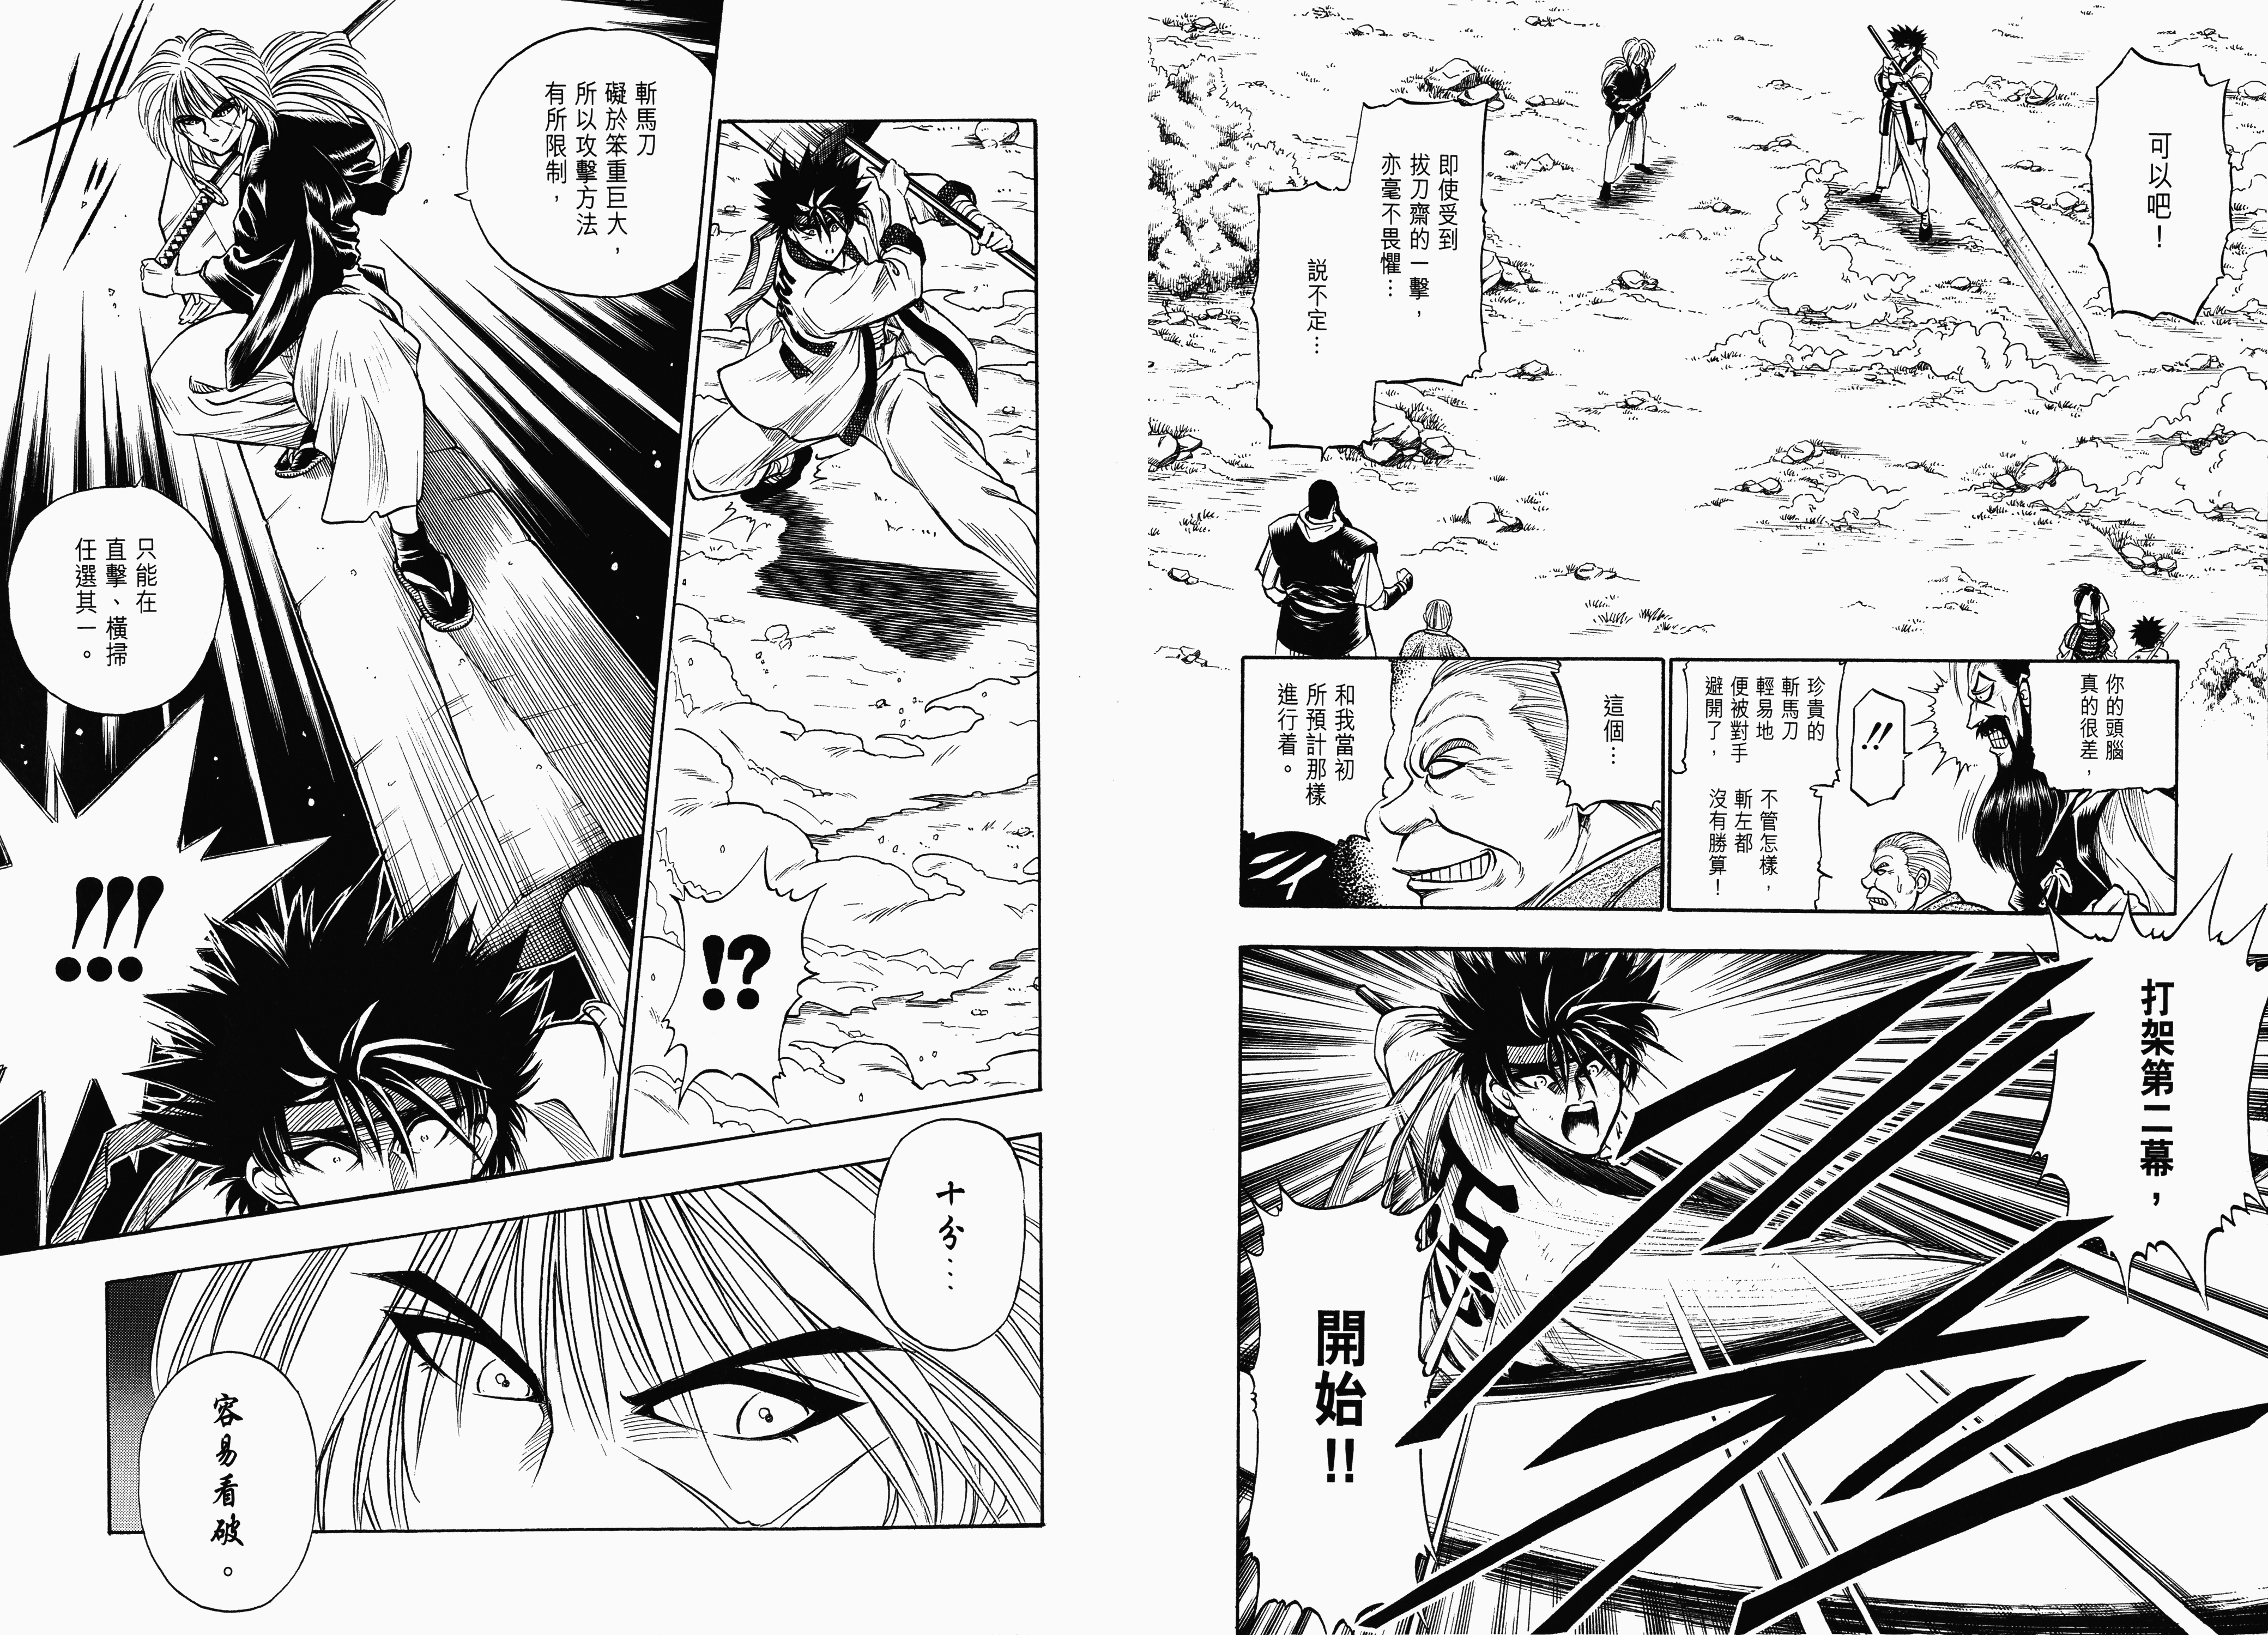 可以吧！
即使受到
拔刀齋的一擊，
亦毫不畏懼…
說不定…
你的頭腦
真的很差，
!!
珍貴的
斬馬刀
輕易地
便被對手
避開了，
不管怎樣，
斬左都
沒有勝算！
這個…
和我當初
所預計那樣
進行着。
打架第二幕，
開始!!
!?
斬馬刀
礙於笨重巨大，
所以攻擊方法
有所限制，
只能在
直擊、橫掃
任選其一。
!!!
十分……
容易看破。